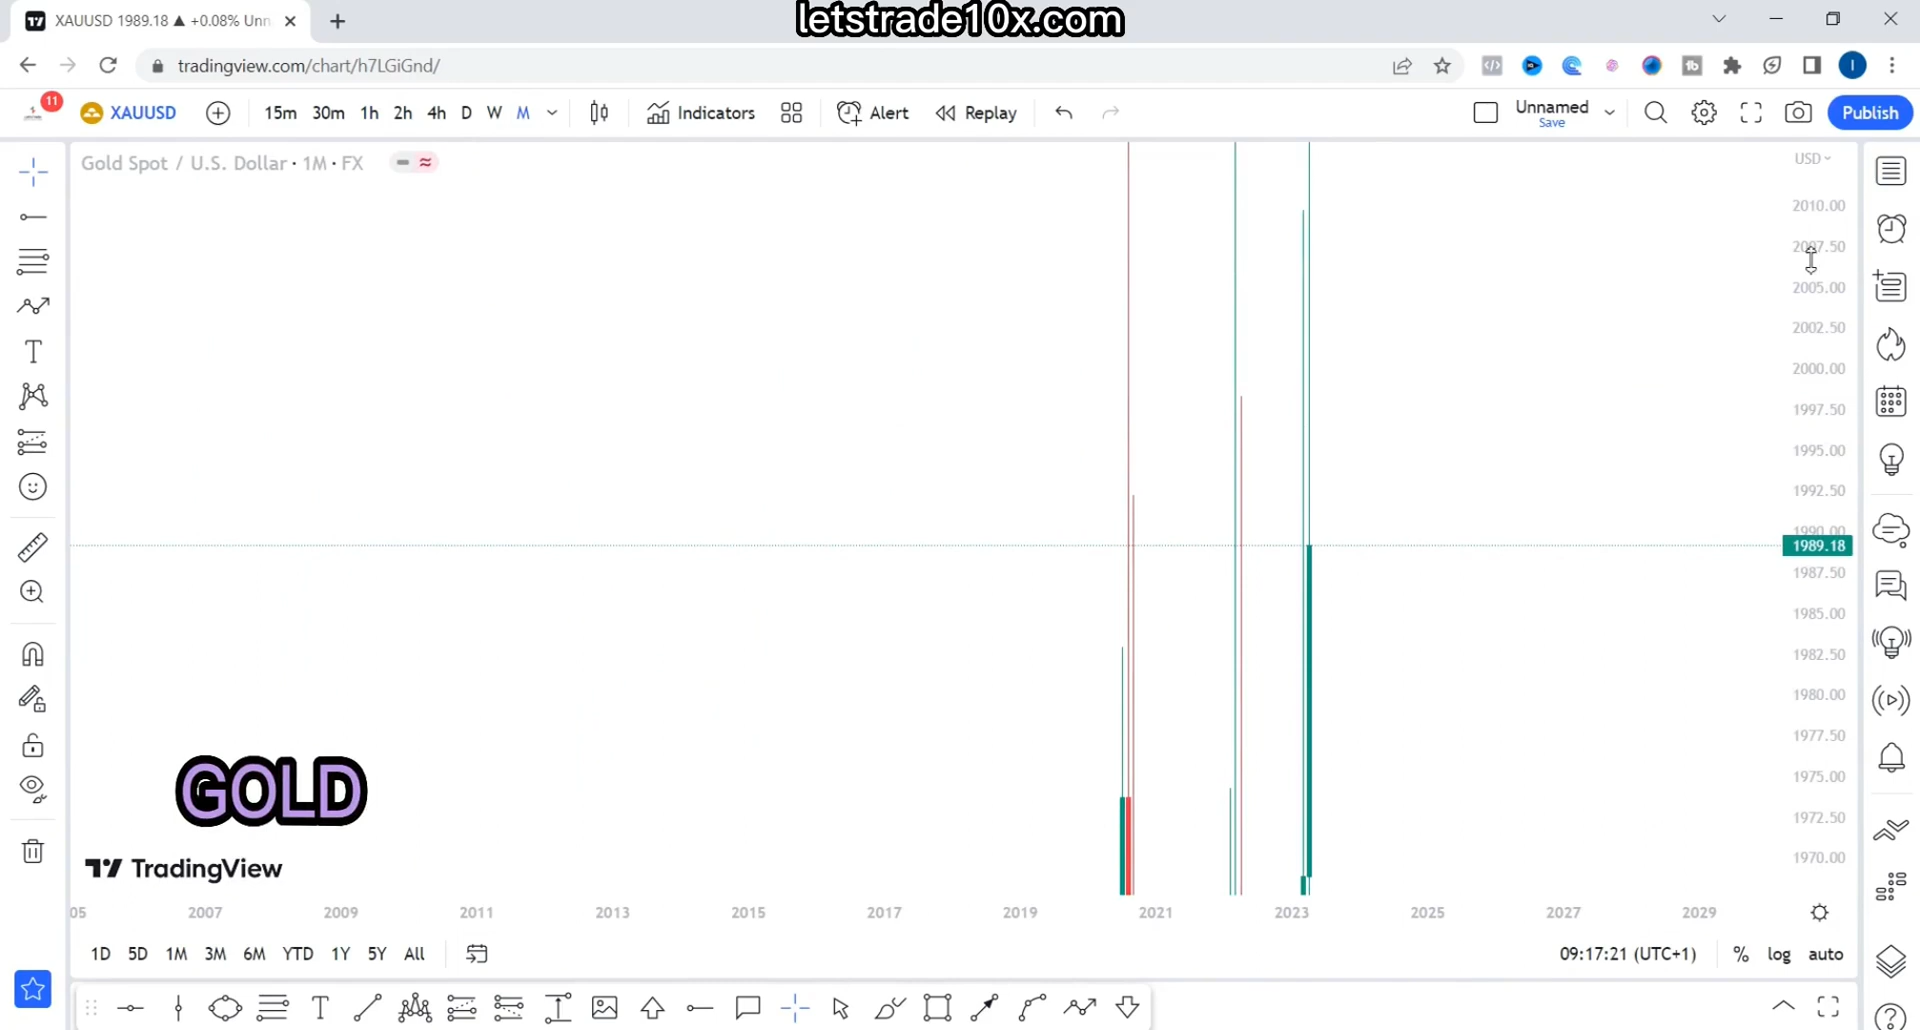 XAUUSD 1989.18 ▲ +0.08% Unn
letstrade10x.com
tradingview.com/chart/h7LGiGnd/
11
XAUUSD
15m 30m 1h 2h 4h D W M
Indicators
Alert
Replay
Unnamed
Save
Publish
Gold Spot / U.S. Dollar · 1M · FX
USD
2010.00
2007.50
2005.00
2002.50
2000.00
1997.50
1995.00
1992.50
1990.00
1989.18
1987.50
1985.00
1982.50
1980.00
1977.50
1975.00
1972.50
1970.00
GOLD
TradingView
05 2007 2009 2011 2013 2015 2017 2019 2021 2023 2025 2027 2029
1D 5D 1M 3M 6M YTD 1Y 5Y All
09:17:21 (UTC+1) % log auto